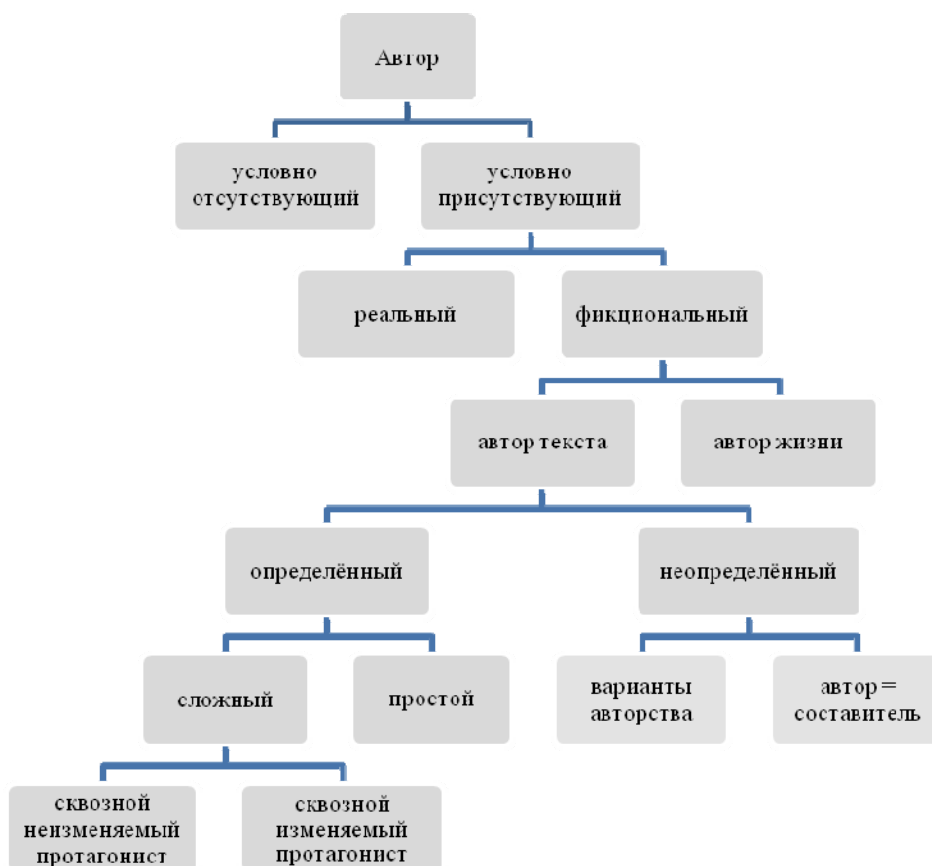 Автор
условно
отсутствующий
условно
присутствующий
реальный
фикциональный
автор текста
автор жизни
определённый
неопределённый
сложный
простой
варианты
авторства
автор =
составитель
сквозной
неизменяемый
протагонист
сквозной
изменяемый
протагонист